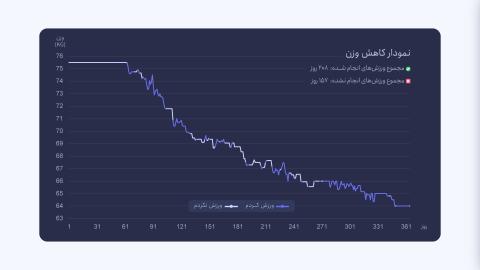 نمودار کاهش وزن
مجموع ورزش‌های انجام شده: ۲۰۸ روز
مجموع ورزش‌های انجام نشده: ۱۵۷ روز
وزن
(KG)
76
75
74
73
72
71
70
69
68
67
66
65
64
63
ورزش کردم
ورزش نکردم
1 31 61 91 121 151 181 211 241 271 301 331 361
روز